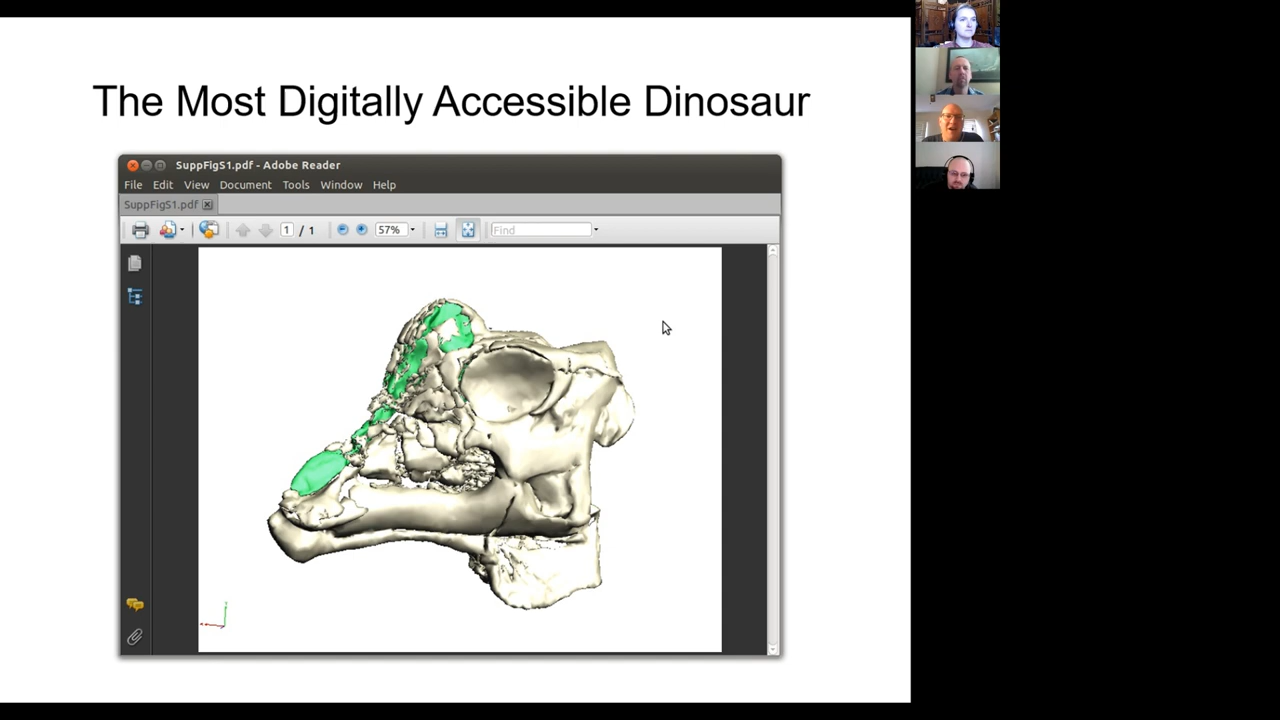 The Most Digitally Accessible Dinosaur
SuppFigS1.pdf - Adobe Reader
File Edit View Document Tools Window Help
SuppFigS1.pdf
1 / 1 57% Find